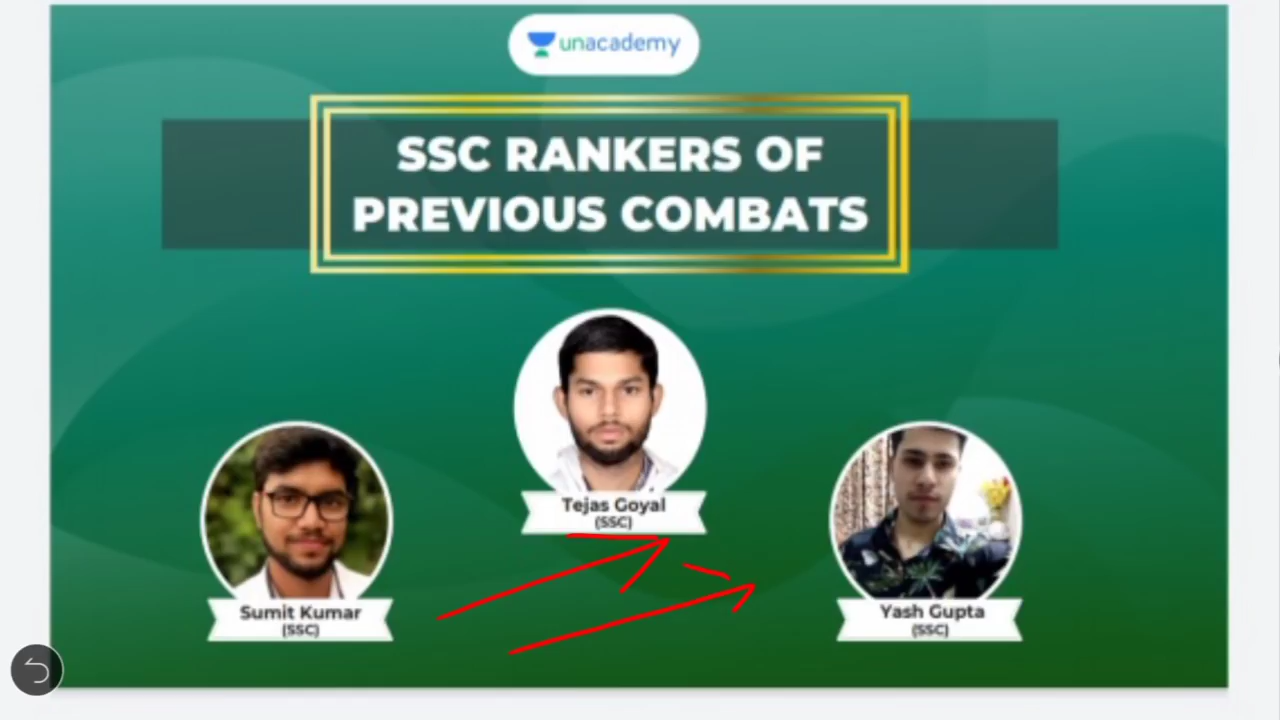 unacademy
SSC RANKERS OF
PREVIOUS COMBATS
Tejas Goyal
(SSC)
Sumit Kumar
(SSC)
Yash Gupta
(SSC)